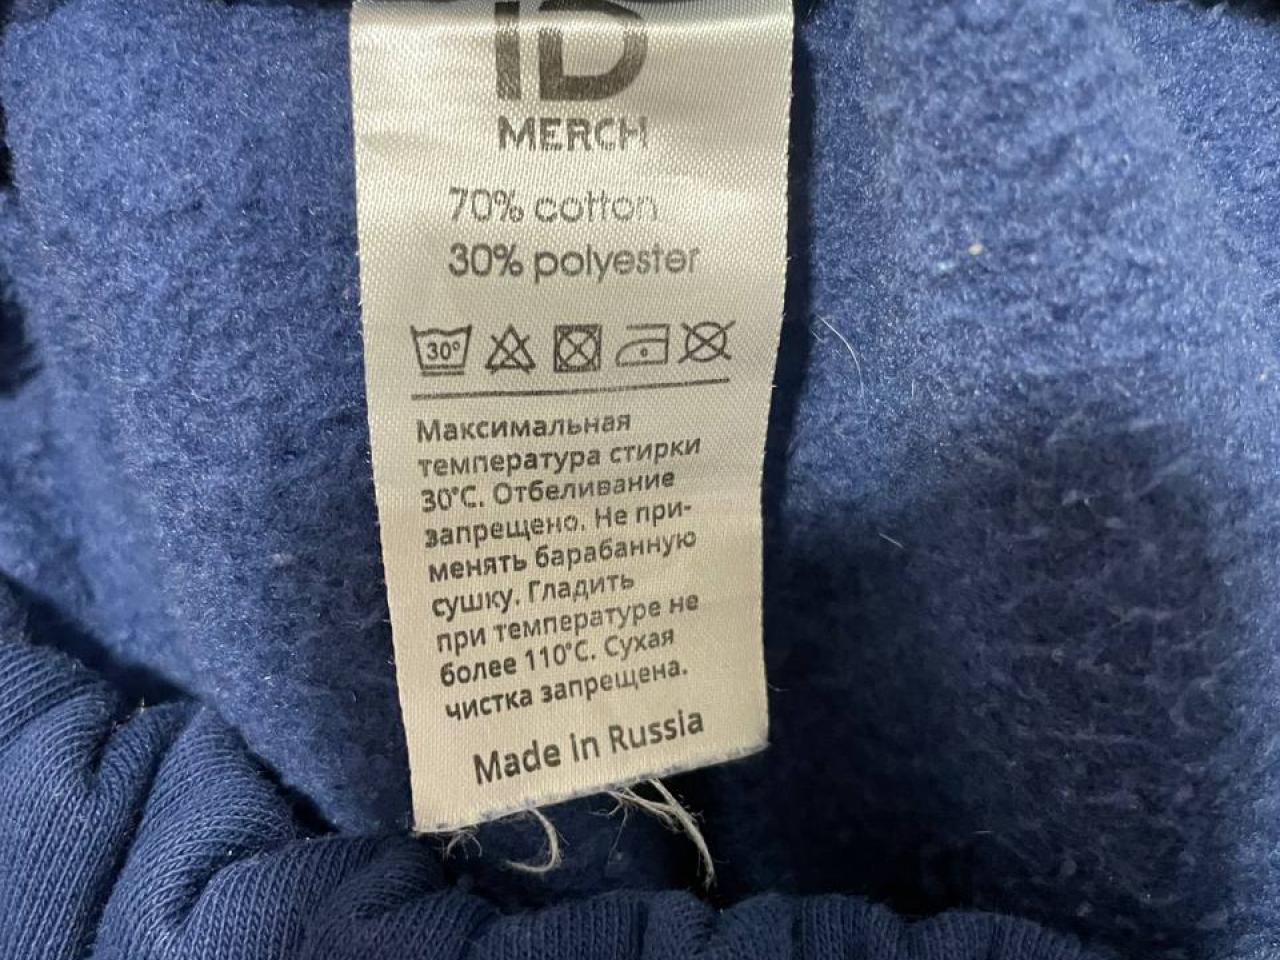 ID
MERCH
70% cotton
30% polyester
30°
Максимальная
температура стирки
30°C. Отбеливание
запрещено. Не при-
менять барабанную
сушку. Гладить
при температуре не
более 110°C. Сухая
чистка запрещена.
Made in Russia